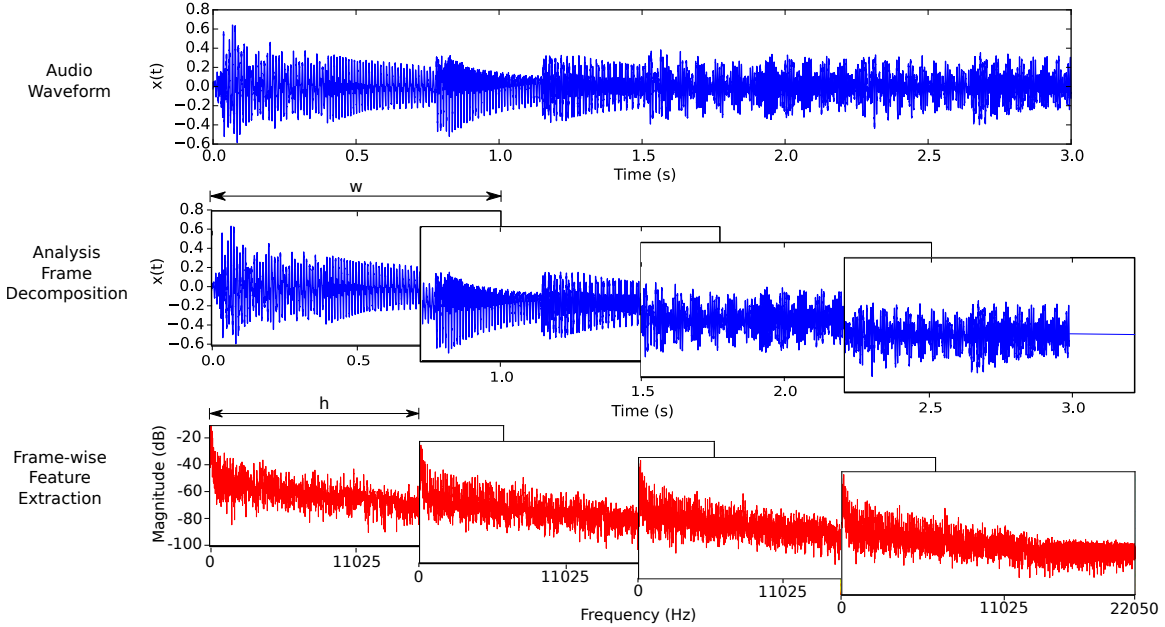 Audio
Waveform
x(t)
0.8
0.6
0.4
0.2
0.0
−0.2
−0.4
−0.6
0.0 0.5 1.0 1.5 2.0 2.5 3.0
Time (s)
w
Analysis
Frame
Decomposition
x(t)
0.8
0.6
0.4
0.2
0.0
−0.2
−0.4
−0.6
0.0 0.5 1.0 1.5 2.0 2.5 3.0
Time (s)
h
Frame-wise
Feature
Extraction
Magnitude (dB)
-20
-40
-60
-80
-100
0 11025 0 11025 0 11025 0 11025 22050
Frequency (Hz)